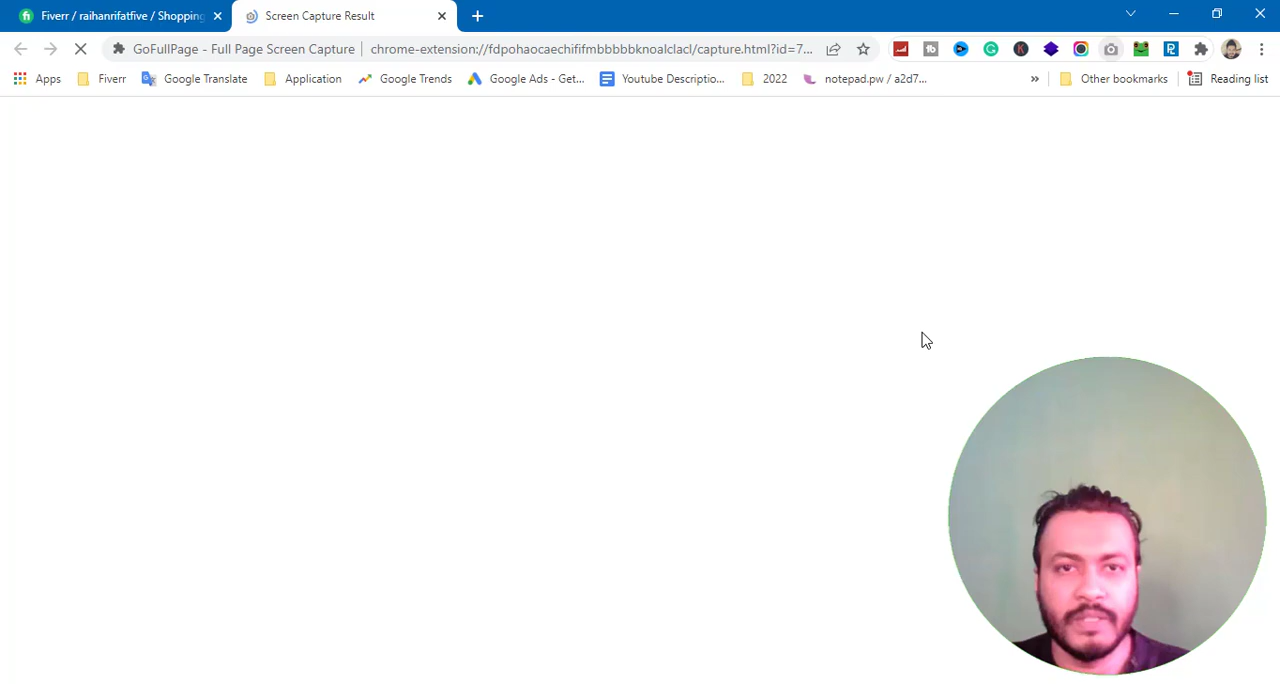 Fiverr / raihanrifatfive / Shopping
Screen Capture Result
GoFullPage - Full Page Screen Capture
chrome-extension://fdpohaocaechififmbbbbbknoalclacl/capture.html?id=7...
Apps
Fiverr
Google Translate
Application
Google Trends
Google Ads - Get...
Youtube Descriptio...
2022
notepad.pw / a2d7...
»
Other bookmarks
Reading list